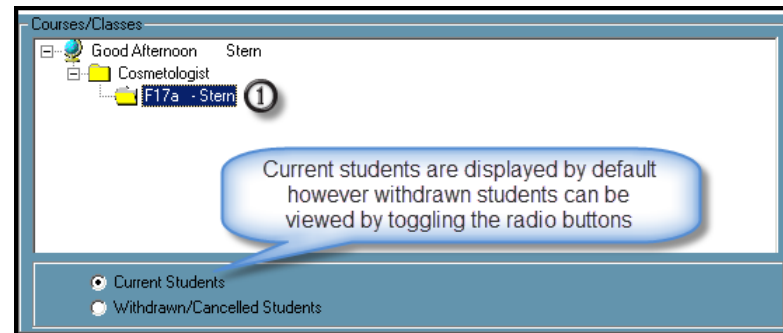 Courses/Classes
Good Afternoon Stern
Cosmetologist
F17a - Stern 1
Current students are displayed by default
however withdrawn students can be
viewed by toggling the radio buttons
Current Students
Withdrawn/Cancelled Students